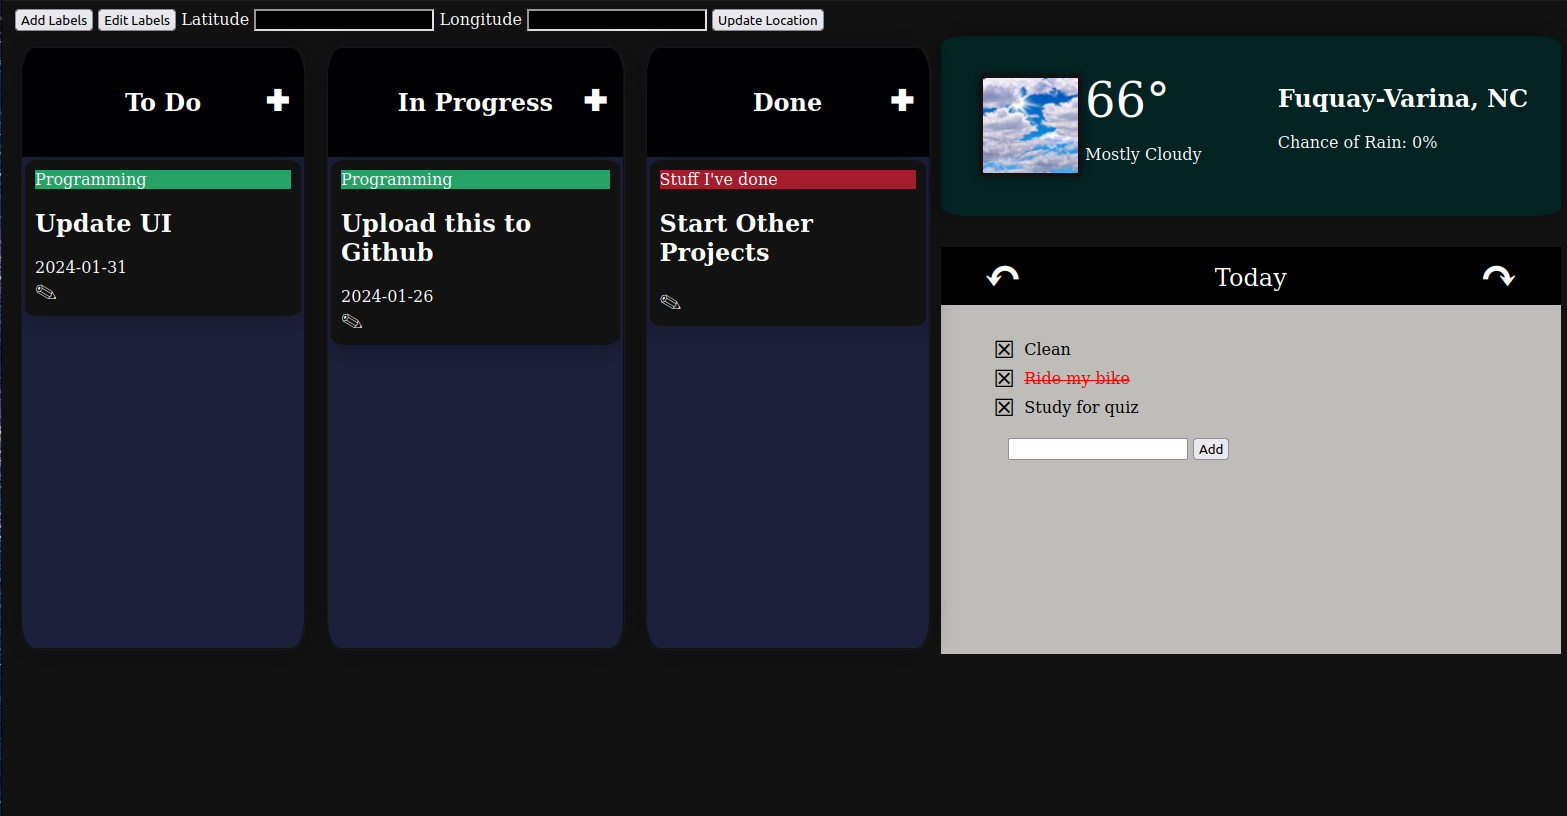 Add Labels Edit Labels Latitude Longitude Update Location
To Do ✚
Programming
Update UI
2024-01-31
✎
In Progress ✚
Programming
Upload this to
Github
2024-01-26
✎
Done ✚
Stuff I've done
Start Other
Projects
✎
66°
Mostly Cloudy
Fuquay-Varina, NC
Chance of Rain: 0%
↶ Today ↷
☒ Clean
☒ Ride my bike
☒ Study for quiz
Add